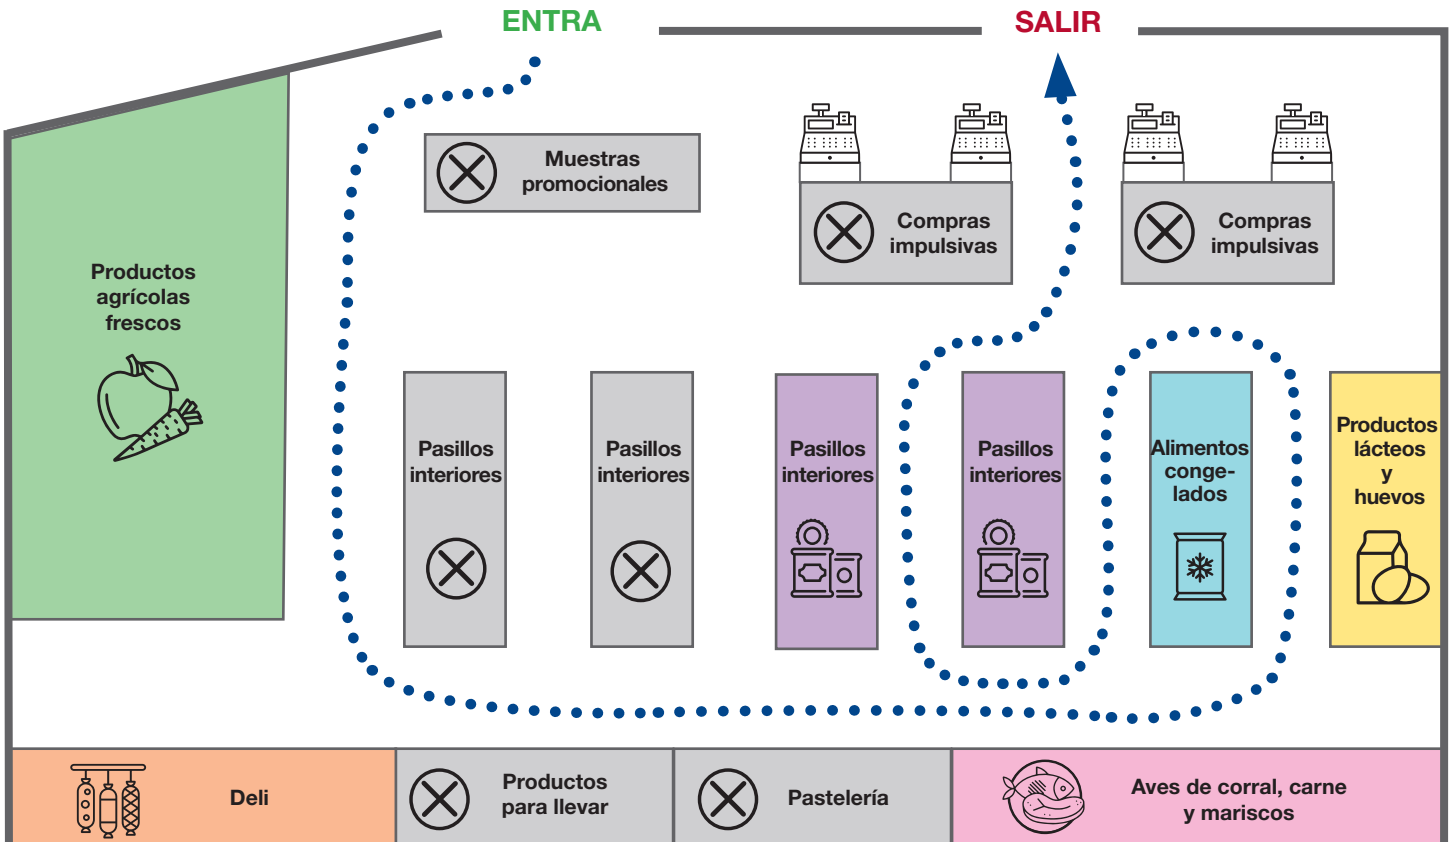 ENTRA
SALIR
Muestras
promocionales
Compras
impulsivas
Compras
impulsivas
Productos
agrícolas
frescos
Pasillos
interiores
Pasillos
interiores
Pasillos
interiores
Pasillos
interiores
Alimentos
conge-
lados
Productos
lácteos
y
huevos
Deli
Productos
para llevar
Pastelería
Aves de corral, carne
y mariscos